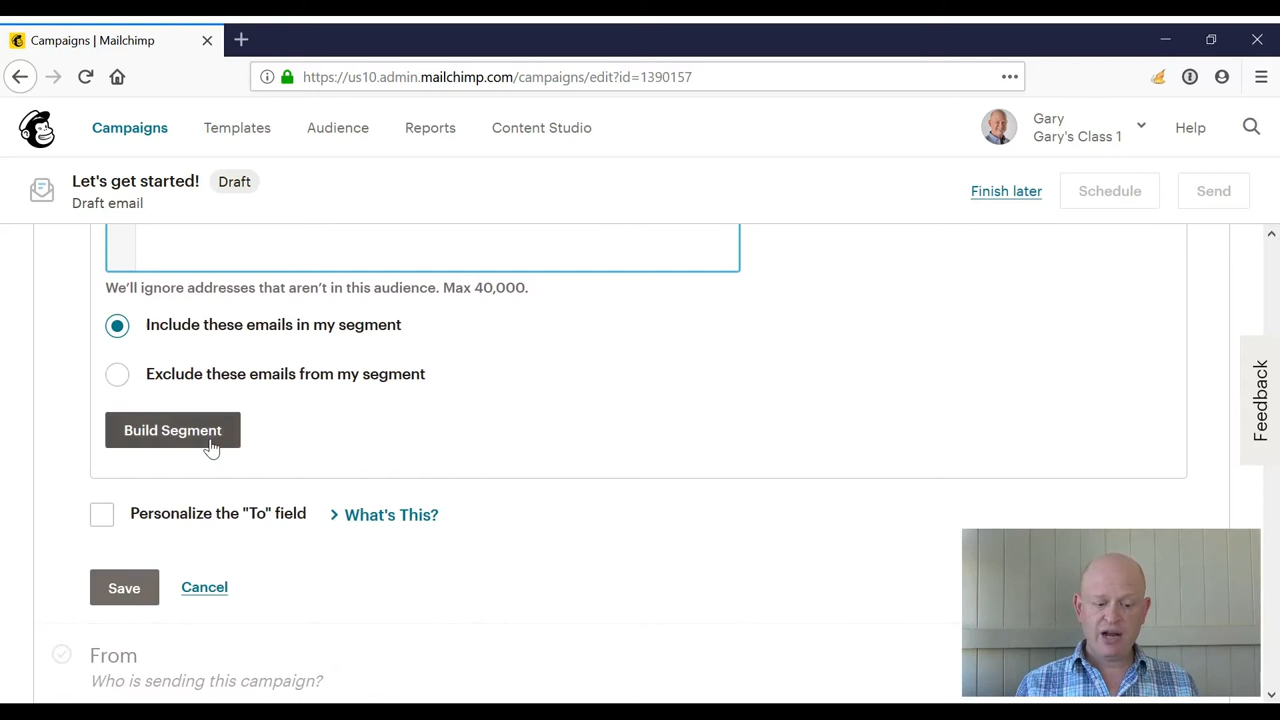 Campaigns | Mailchimp
https://us10.admin.mailchimp.com/campaigns/edit?id=1390157
Campaigns
Templates
Audience
Reports
Content Studio
Gary
Gary's Class 1
Help
Let's get started!
Draft
Draft email
Finish later
Schedule
Send
We'll ignore addresses that aren't in this audience. Max 40,000.
Include these emails in my segment
Exclude these emails from my segment
Build Segment
Feedback
Personalize the "To" field
What's This?
Save
Cancel
From
Who is sending this campaign?